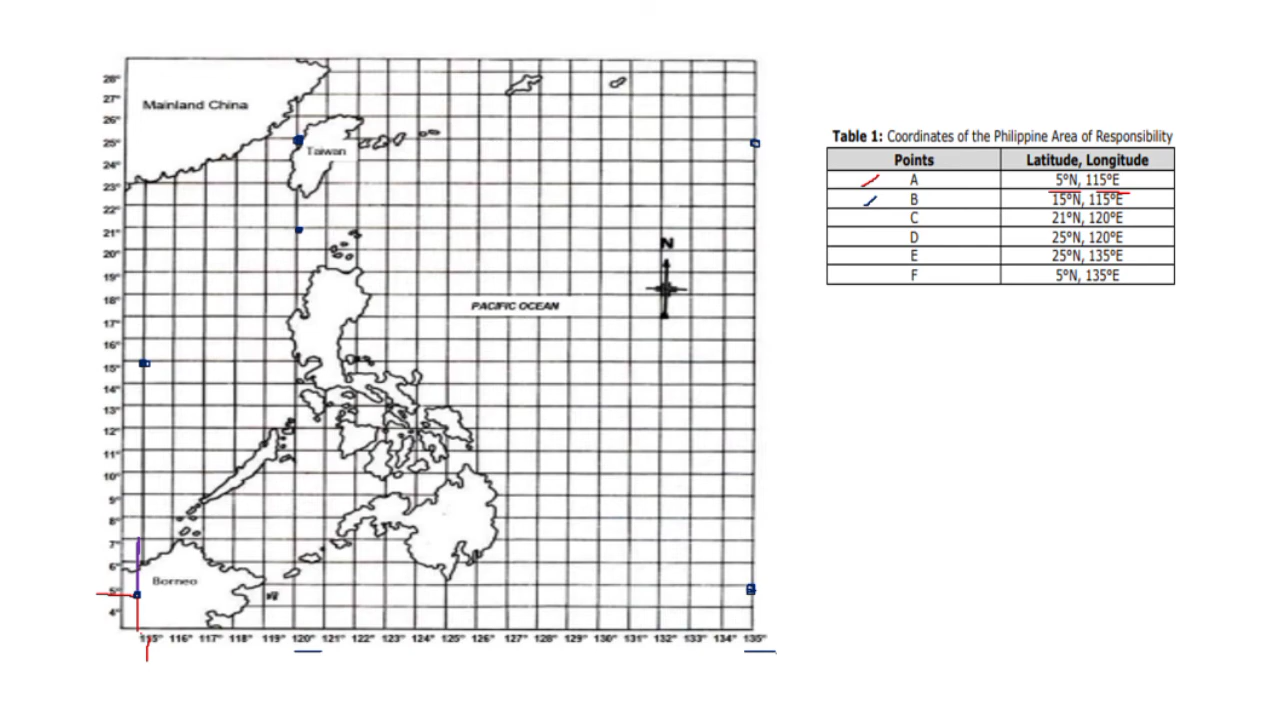 28°
27°
Mainland China
26°
25°
Taiwan
24°
23°
22°
21°
20°
N
19°
18°
PACIFIC OCEAN
17°
16°
15°
14°
13°
12°
11°
10°
9°
8°
7°
6°
Borneo
5°
4°
115° 116° 117° 118° 119° 120° 121° 122° 123° 124° 125° 126° 127° 128° 129° 130° 131° 132° 133° 134° 135°
Table 1: Coordinates of the Philippine Area of Responsibility
Points Latitude, Longitude
A 5°N, 115°E
B 15°N, 115°E
C 21°N, 120°E
D 25°N, 120°E
E 25°N, 135°E
F 5°N, 135°E